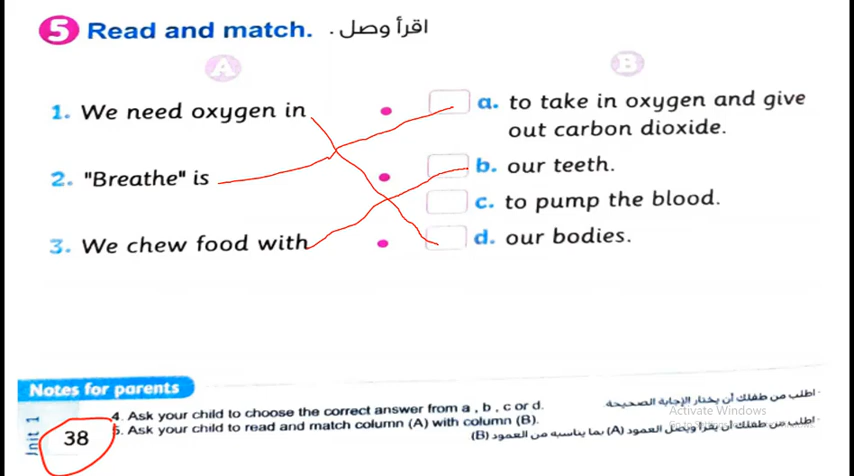 5 Read and match. اقرأ وصل .
A B
1. We need oxygen in
a. to take in oxygen and give
out carbon dioxide.
2. "Breathe" is
b. our teeth.
c. to pump the blood.
3. We chew food with
d. our bodies.
Notes for parents
4. Ask your child to choose the correct answer from a , b , c or d.
اطلب من طفلك أن يختار الإجابة الصحيحة
5. Ask your child to read and match column (A) with column (B).
اطلب من طفلك أن يقرأ ويصل العمود (A) بما يناسبه من العمود (B)
Unit 1
38
Activate Windows